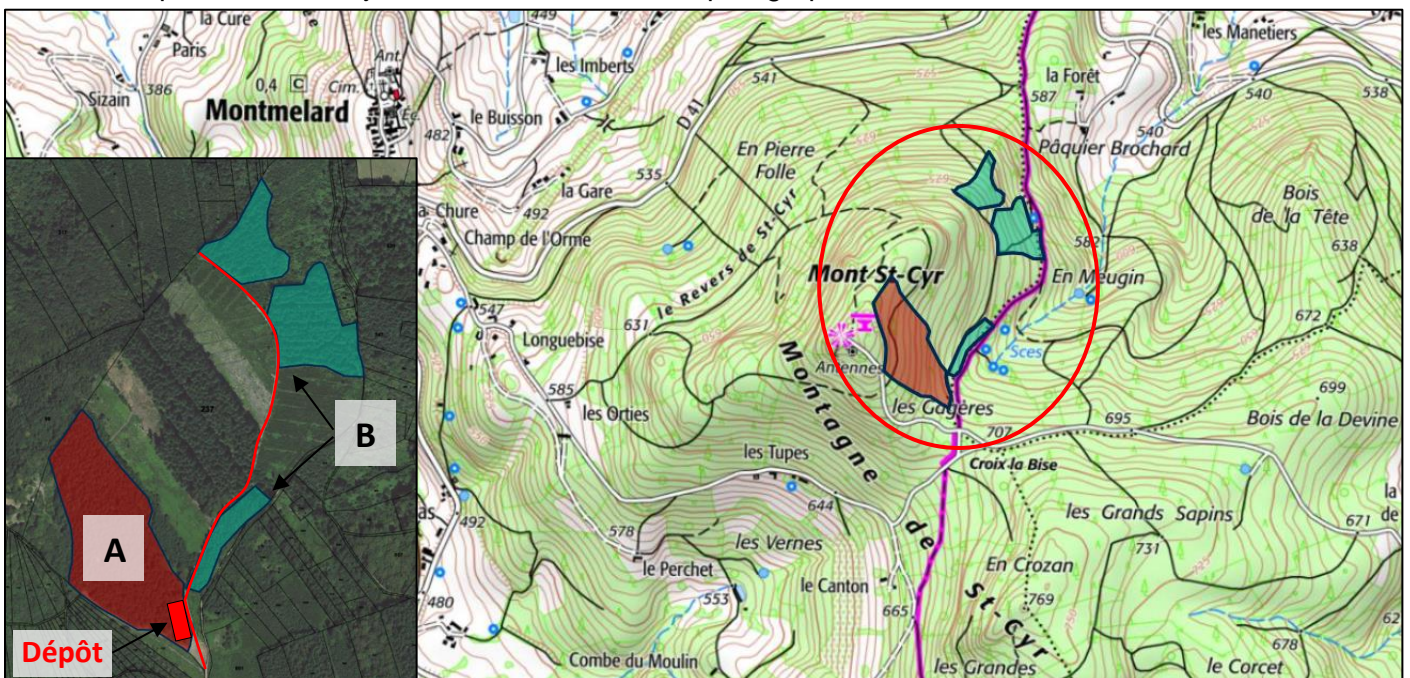 la Cure
Paris
Sizain
386
0,4 C
Cim.
Ant.
Éc.
Montmelard
482
le Buisson
449
les Imberts
D 41
541
535
la Gare
492
Champ de l'Orme
En Pierre
Folle
le Revers de St-Cyr
Mont St-Cyr
la Forêt
587
les Manetiers
540
538
540
Pâquier Brochard
Bois
de la Tête
638
582
En Meugin
672
Sces
547
Longuebise
631
585
les Orties
Antennes
les Gagères
707
695
699
Bois de la Devine
Croix la Bise
Montagne de St-Cyr
les Tupes
644
492
578
le Perchet
les Vernes
553
le Canton
665
480
Combe du Moulin
les Grands Sapins
731
671
la
de
En Crozan
769
678
le Corcet
les Grandes
62
237
A
B
Dépôt